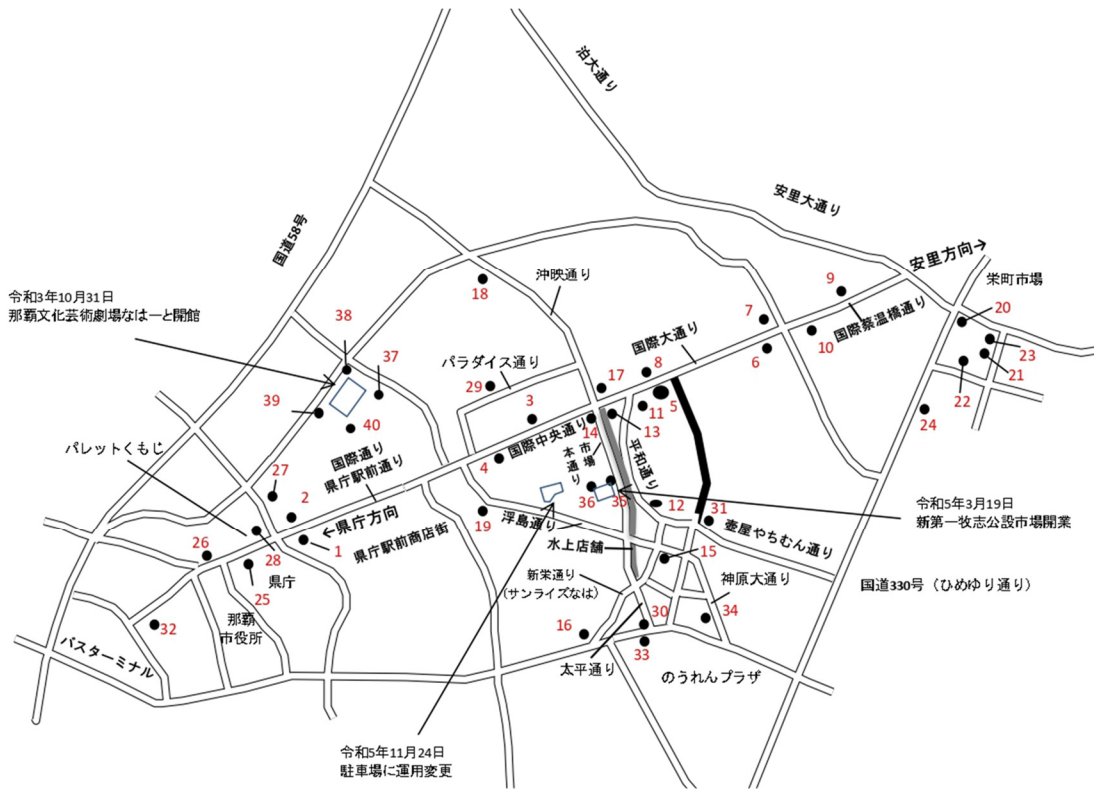 泊大通り
安里大通り
国道58号
安里方向→
栄町市場
令和3年10月31日
那覇文化芸術劇場なはーと開館
沖映通り
国際大通り
国際蔡温橋通り
パラダイス通り
18
9
7
20
38
37
8
10
23
17
6
21
29
3
22
39
40
11
5
24
14
13
パレットくもじ
国際通り
県庁駅前通り
国際中央通り
4
市場
本通り
平和通り
27
2
←県庁方向
36
35
令和5年3月19日
新第一牧志公設市場開業
19
浮島通り
12
31
壺屋やちむん通り
26
28
1
県庁駅前商店街
水上店舗
15
県庁
25
新栄通り
(サンライズなは)
神原大通り
国道330号(ひめゆり通り)
32
那覇
市役所
16
30
34
バスターミナル
33
太平通り
のうれんプラザ
令和5年11月24日
駐車場に運用変更